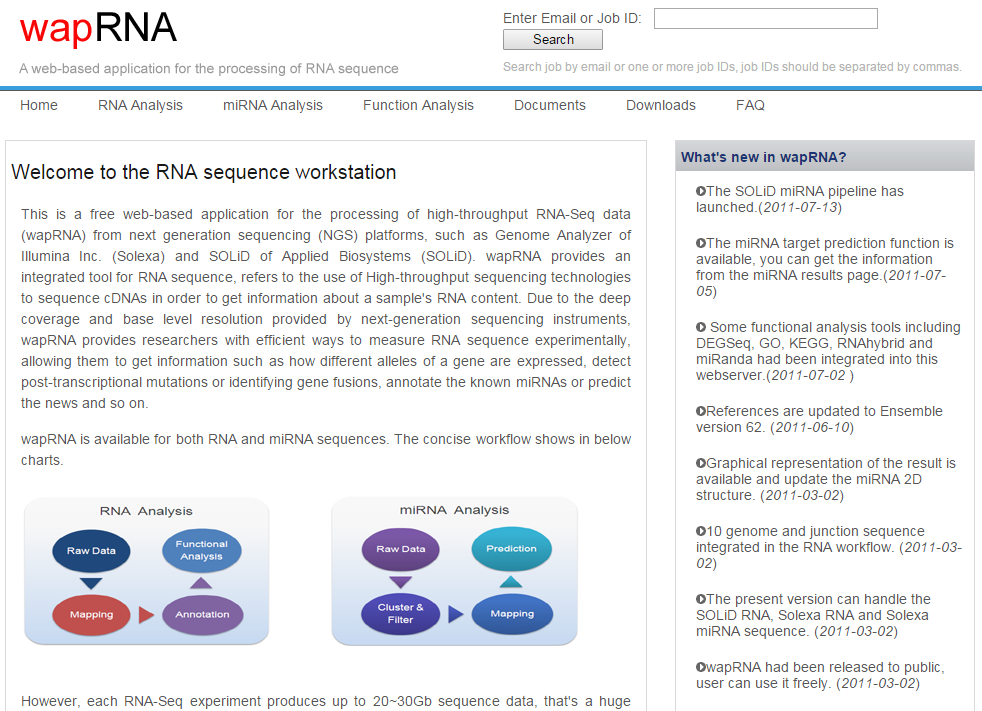 wapRNA
A web-based application for the processing of RNA sequence
Enter Email or Job ID:
Search
Search job by email or one or more job IDs, job IDs should be separated by commas.
Home RNA Analysis miRNA Analysis Function Analysis Documents Downloads FAQ
Welcome to the RNA sequence workstation
This is a free web-based application for the processing of high-throughput RNA-Seq data
(wapRNA) from next generation sequencing (NGS) platforms, such as Genome Analyzer of
Illumina Inc. (Solexa) and SOLiD of Applied Biosystems (SOLiD). wapRNA provides an
integrated tool for RNA sequence, refers to the use of High-throughput sequencing technologies
to sequence cDNAs in order to get information about a sample's RNA content. Due to the deep
coverage and base level resolution provided by next-generation sequencing instruments,
wapRNA provides researchers with efficient ways to measure RNA sequence experimentally,
allowing them to get information such as how different alleles of a gene are expressed, detect
post-transcriptional mutations or identifying gene fusions, annotate the known miRNAs or predict
the news and so on.
wapRNA is available for both RNA and miRNA sequences. The concise workflow shows in below
charts.
RNA Analysis
Raw Data
Functional
Analysis
Mapping
Annotation
miRNA Analysis
Raw Data
Prediction
Cluster &
Filter
Mapping
However, each RNA-Seq experiment produces up to 20~30Gb sequence data, that's a huge
What's new in wapRNA?
The SOLiD miRNA pipeline has
launched.(2011-07-13)
The miRNA target prediction function is
available, you can get the information
from the miRNA results page.(2011-07-
05)
Some functional analysis tools including
DEGSeq, GO, KEGG, RNAhybrid and
miRanda had been integrated into this
webserver.(2011-07-02 )
References are updated to Ensemble
version 62. (2011-06-10)
Graphical representation of the result is
available and update the miRNA 2D
structure. (2011-03-02)
10 genome and junction sequence
integrated in the RNA workflow. (2011-03-
02)
The present version can handle the
SOLiD RNA, Solexa RNA and Solexa
miRNA sequence. (2011-03-02)
wapRNA had been released to public,
user can use it freely. (2011-03-02)